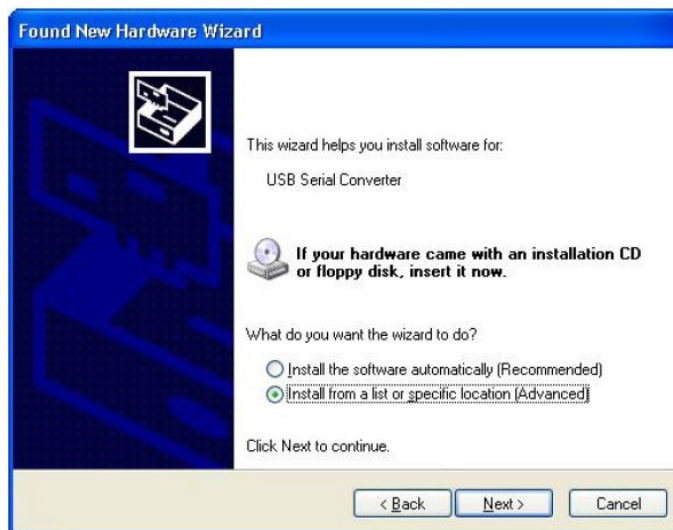 Found New Hardware Wizard
This wizard helps you install software for:
USB Serial Converter
If your hardware came with an installation CD
or floppy disk, insert it now.
What do you want the wizard to do?
Install the software automatically (Recommended)
Install from a list or specific location (Advanced)
Click Next to continue.
< Back
Next >
Cancel